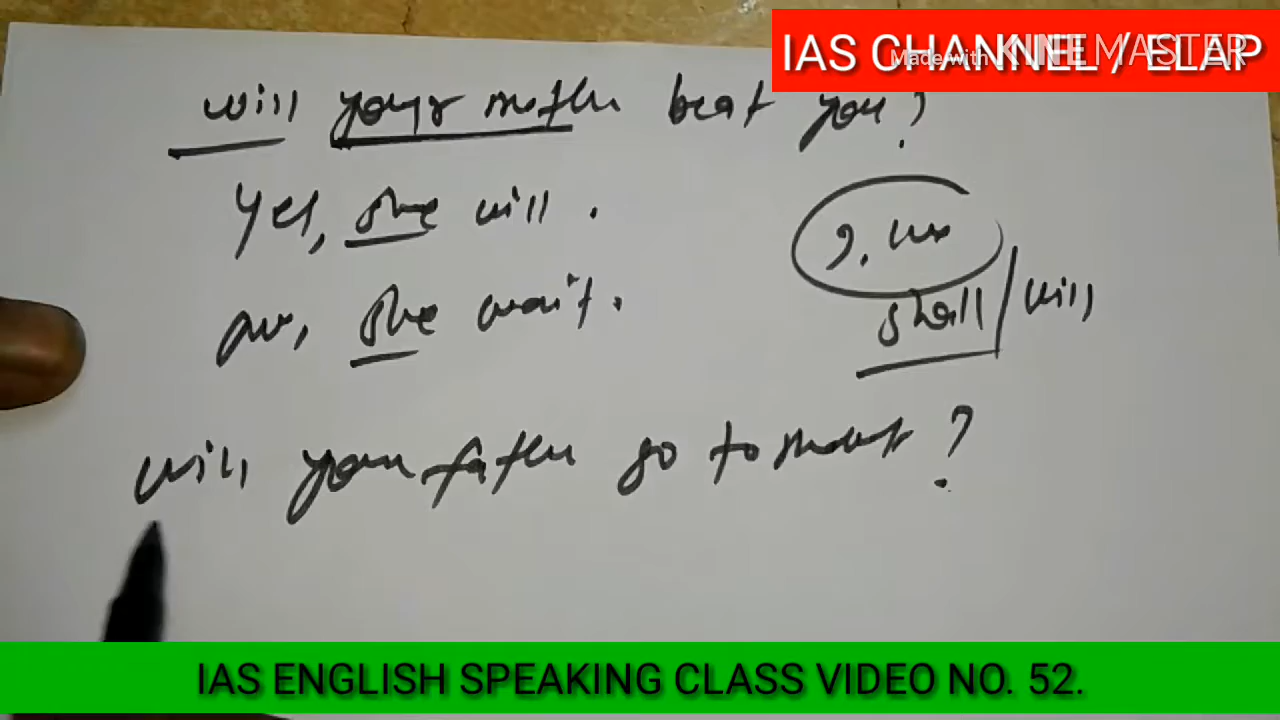 IAS CHANNEL / ELAP
Made with KINEMASTER
will your mother beat you?
Yes, she will.
no, she won't.
I, we
shall / will
will your father go to market?
IAS ENGLISH SPEAKING CLASS VIDEO NO. 52.